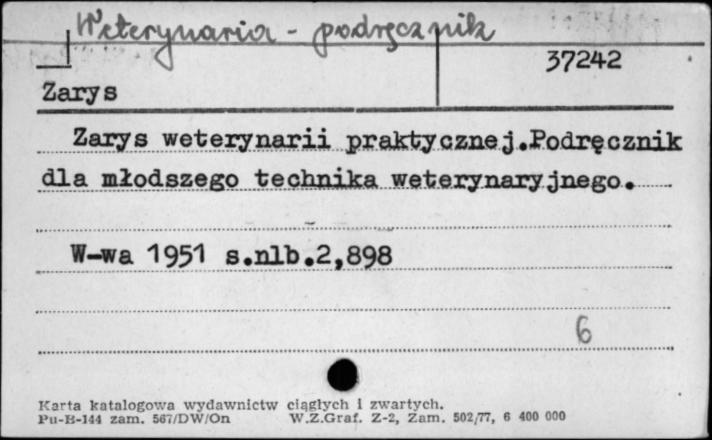 Weterynaria - podręcznik
37242
Zarys
Zarys weterynarii praktycznej.Podręcznik
dla młodszego technika weterynaryjnego.
W-wa 1951 s.nlb.2,898
6
Karta katalogowa wydawnictw ciągłych i zwartych.
Pu-B-144 zam. 567/DW/On W.Z.Graf. Z-2, Zam. 502/77, 6 400 000